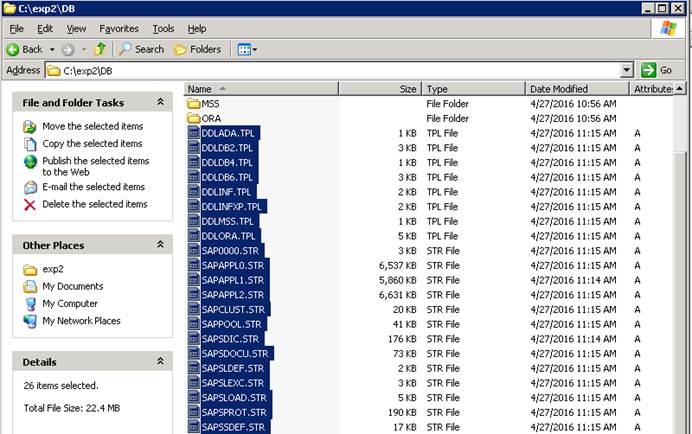 C:\exp2\DB
File Edit View Favorites Tools Help
Back Search Folders
Address C:\exp2\DB Go
File and Folder Tasks
Move the selected items
Copy the selected items
Publish the selected items
to the Web
E-mail the selected items
Delete the selected items
Other Places
exp2
My Documents
My Computer
My Network Places
Details
26 items selected.
Total File Size: 22.4 MB
Name Size Type Date Modified Attributes
MSS File Folder 4/27/2016 10:56 AM
ORA File Folder 4/27/2016 10:56 AM
DDLADA.TPL 1 KB TPL File 4/27/2016 11:15 AM A
DDLDB2.TPL 3 KB TPL File 4/27/2016 11:15 AM A
DDLDB4.TPL 1 KB TPL File 4/27/2016 11:15 AM A
DDLDB6.TPL 3 KB TPL File 4/27/2016 11:15 AM A
DDLINF.TPL 2 KB TPL File 4/27/2016 11:15 AM A
DDLINFXP.TPL 2 KB TPL File 4/27/2016 11:15 AM A
DDLMSS.TPL 1 KB TPL File 4/27/2016 11:15 AM A
DDLORA.TPL 5 KB TPL File 4/27/2016 11:15 AM A
SAP0000.STR 3 KB STR File 4/27/2016 11:15 AM A
SAPAPPL0.STR 6,537 KB STR File 4/27/2016 11:15 AM A
SAPAPPL1.STR 5,860 KB STR File 4/27/2016 11:14 AM A
SAPAPPL2.STR 6,631 KB STR File 4/27/2016 11:15 AM A
SAPCLUST.STR 20 KB STR File 4/27/2016 11:15 AM A
SAPPOOL.STR 41 KB STR File 4/27/2016 11:15 AM A
SAPSDIC.STR 176 KB STR File 4/27/2016 11:14 AM A
SAPSDOCU.STR 73 KB STR File 4/27/2016 11:15 AM A
SAPSLDEF.STR 2 KB STR File 4/27/2016 11:15 AM A
SAPSLEXC.STR 3 KB STR File 4/27/2016 11:15 AM A
SAPSLOAD.STR 5 KB STR File 4/27/2016 11:15 AM A
SAPSPROT.STR 190 KB STR File 4/27/2016 11:15 AM A
SAPSSDEF.STR 17 KB STR File 4/27/2016 11:15 AM A